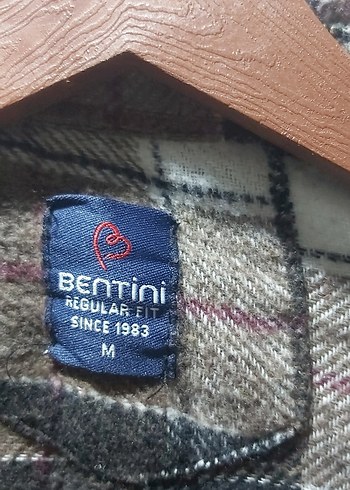 BENTINI
REGULAR FIT
SINCE 1983
M